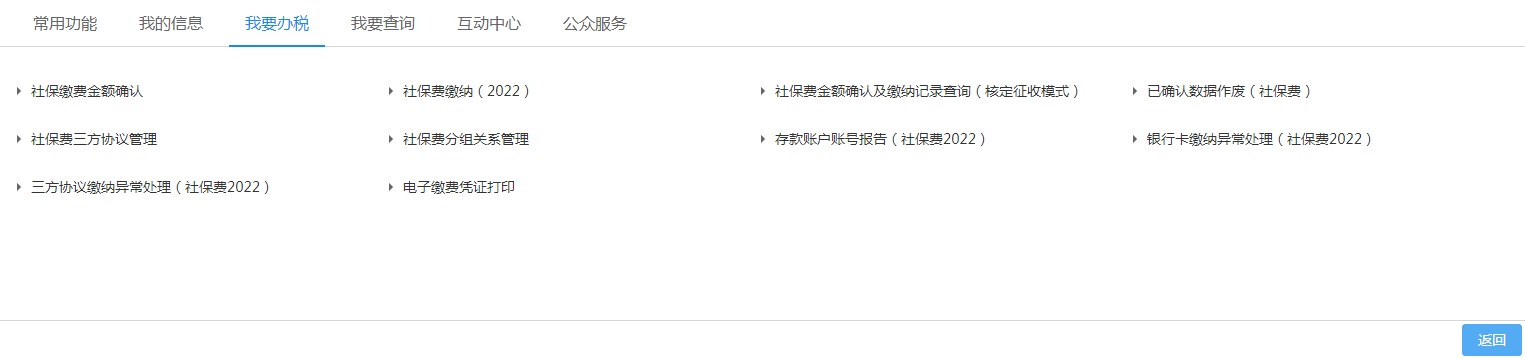 常用功能 我的信息 我要办税 我要查询 互动中心 公众服务
社保缴费金额确认 社保费缴纳（2022） 社保费金额确认及缴纳记录查询（核定征收模式） 已确认数据作废（社保费）
社保费三方协议管理 社保费分组关系管理 存款账户账号报告（社保费2022） 银行卡缴纳异常处理（社保费2022）
三方协议缴纳异常处理（社保费2022） 电子缴费凭证打印
返回